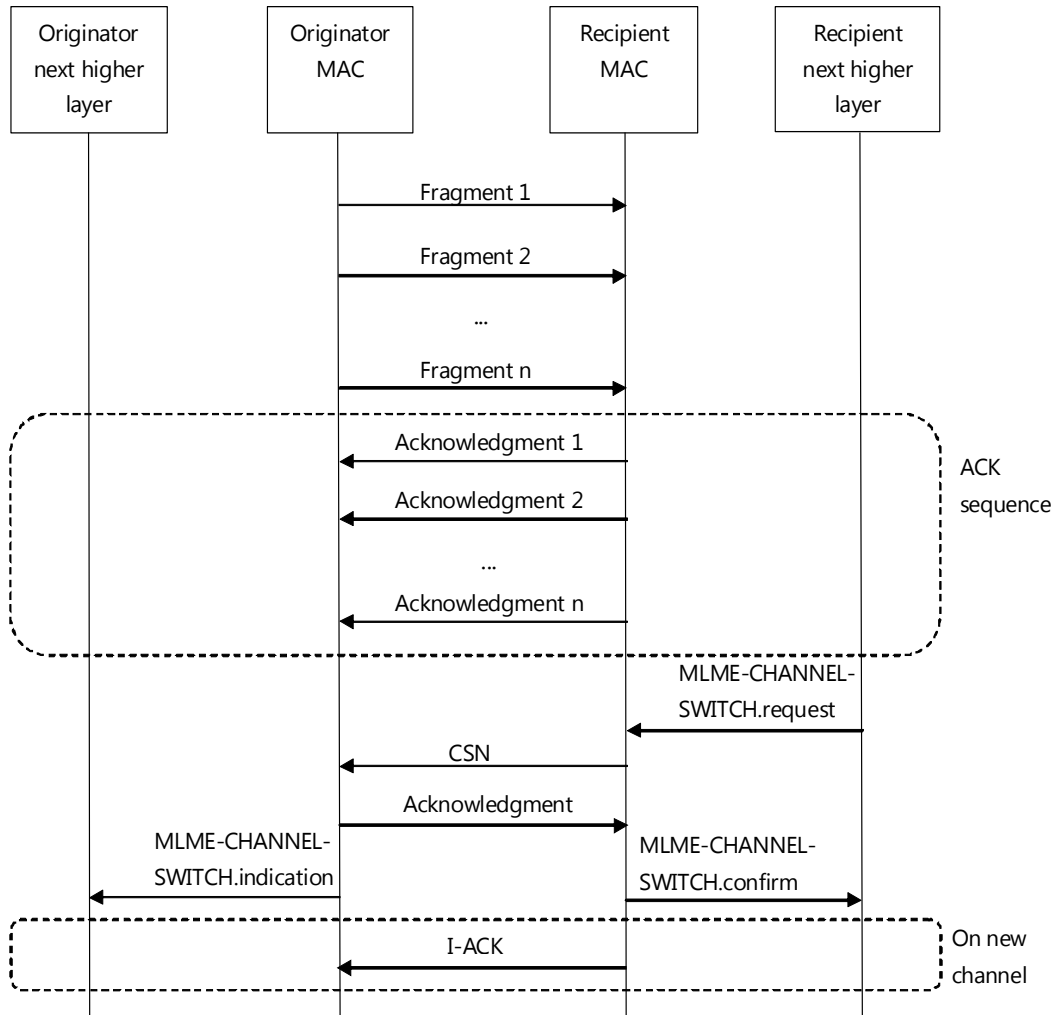 Originator
next higher
layer
Originator
MAC
Recipient
MAC
Recipient
next higher
layer
Fragment 1
Fragment 2
...
Fragment n
Acknowledgment 1
ACK
sequence
Acknowledgment 2
...
Acknowledgment n
MLME-CHANNEL-
SWITCH.request
CSN
Acknowledgment
MLME-CHANNEL-
SWITCH.indication
MLME-CHANNEL-
SWITCH.confirm
I-ACK
On new
channel